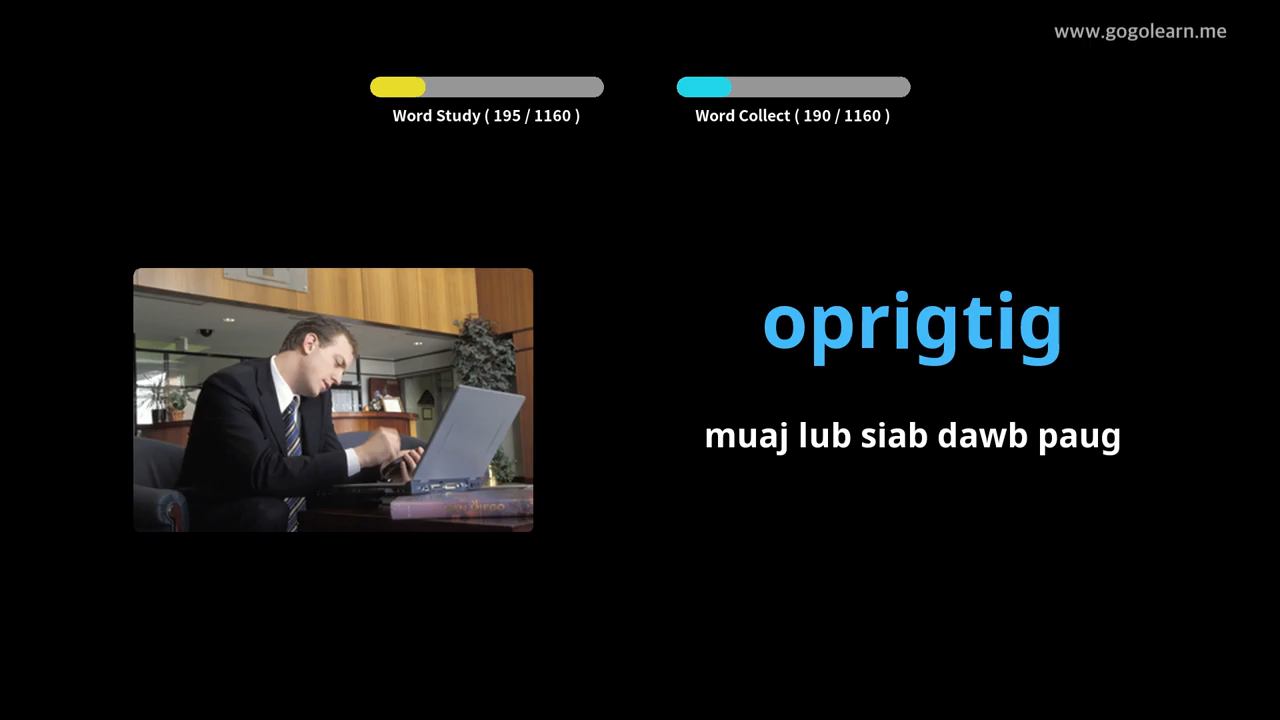 www.gogolearn.me
Word Study ( 195 / 1160 )
Word Collect ( 190 / 1160 )
oprigtig
muaj lub siab dawb paug